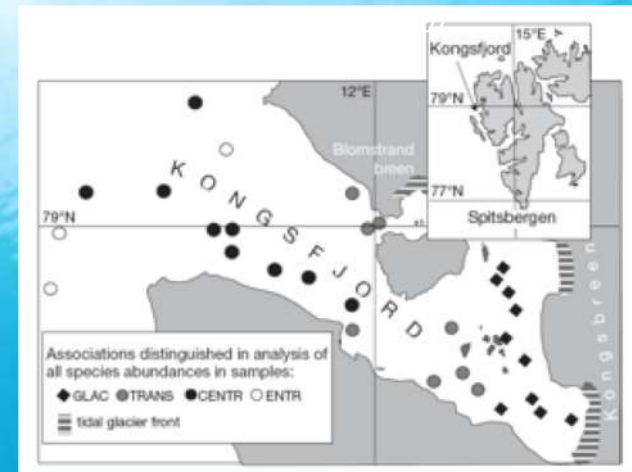 15°E
Kongsfjord
79°N
77°N
Spitsbergen
12°E
Blomstrand
breen
79°N
KONGSFJORD
Kongsbreen
Associations distinguished in analysis of
all species abundances in samples:
GLAC TRANS CENTR ENTR
tidal glacier front